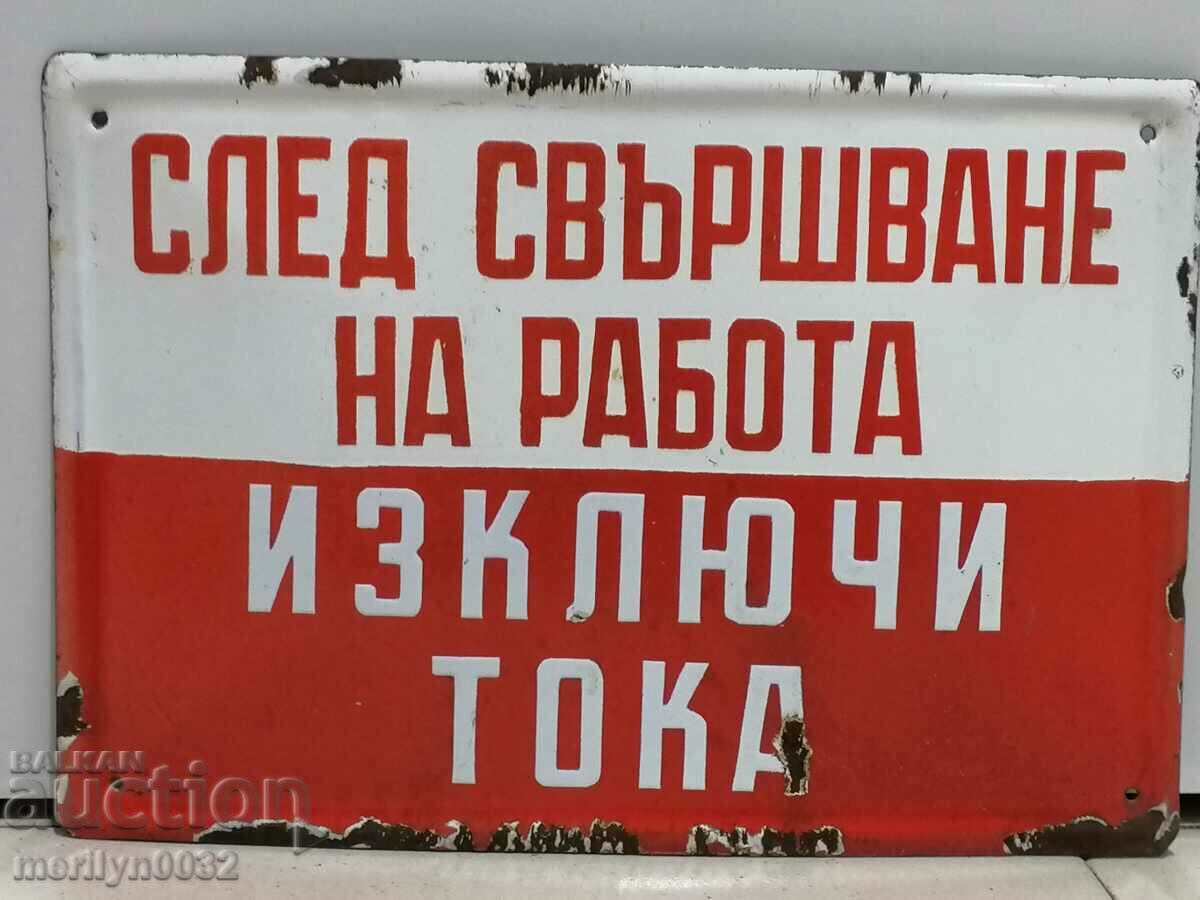 СЛЕД СВЪРШВАНЕ
НА РАБОТА
ИЗКЛЮЧИ
ТОКА
BALKAN
auction
merilyn0032